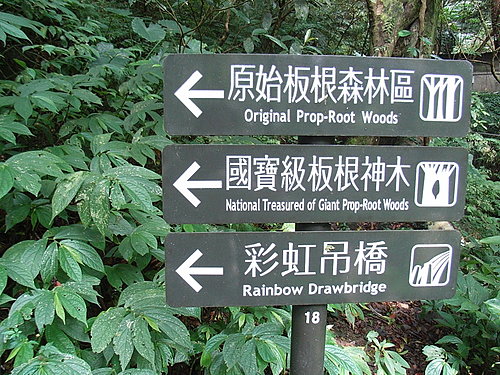 原始板根森林區
Original Prop-Root Woods
國寶級板根神木
National Treasured of Giant Prop-Root Woods
彩虹吊橋
Rainbow Drawbridge
18